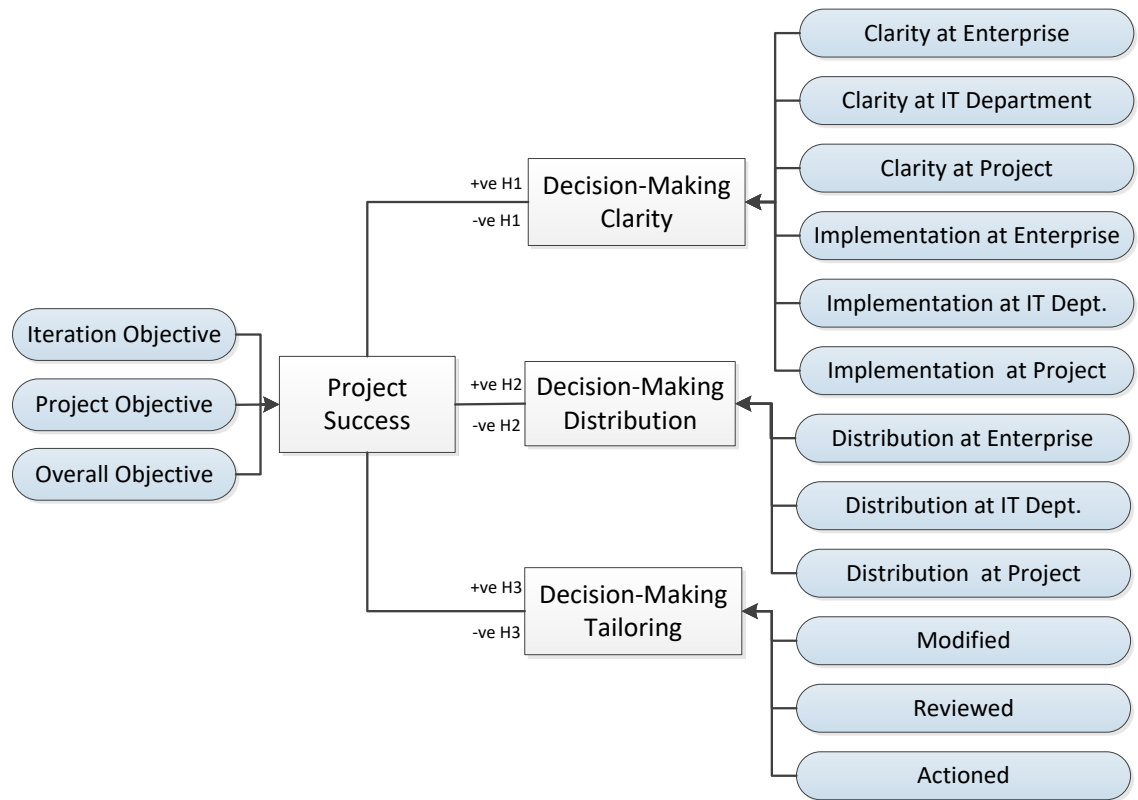 Clarity at Enterprise
Clarity at IT Department
Clarity at Project
Implementation at Enterprise
Implementation at IT Dept.
Implementation at Project
+ve H1
-ve H1
Decision-Making
Clarity
Iteration Objective
Project Objective
Overall Objective
Project
Success
+ve H2
-ve H2
Decision-Making
Distribution
Distribution at Enterprise
Distribution at IT Dept.
Distribution at Project
+ve H3
-ve H3
Decision-Making
Tailoring
Modified
Reviewed
Actioned